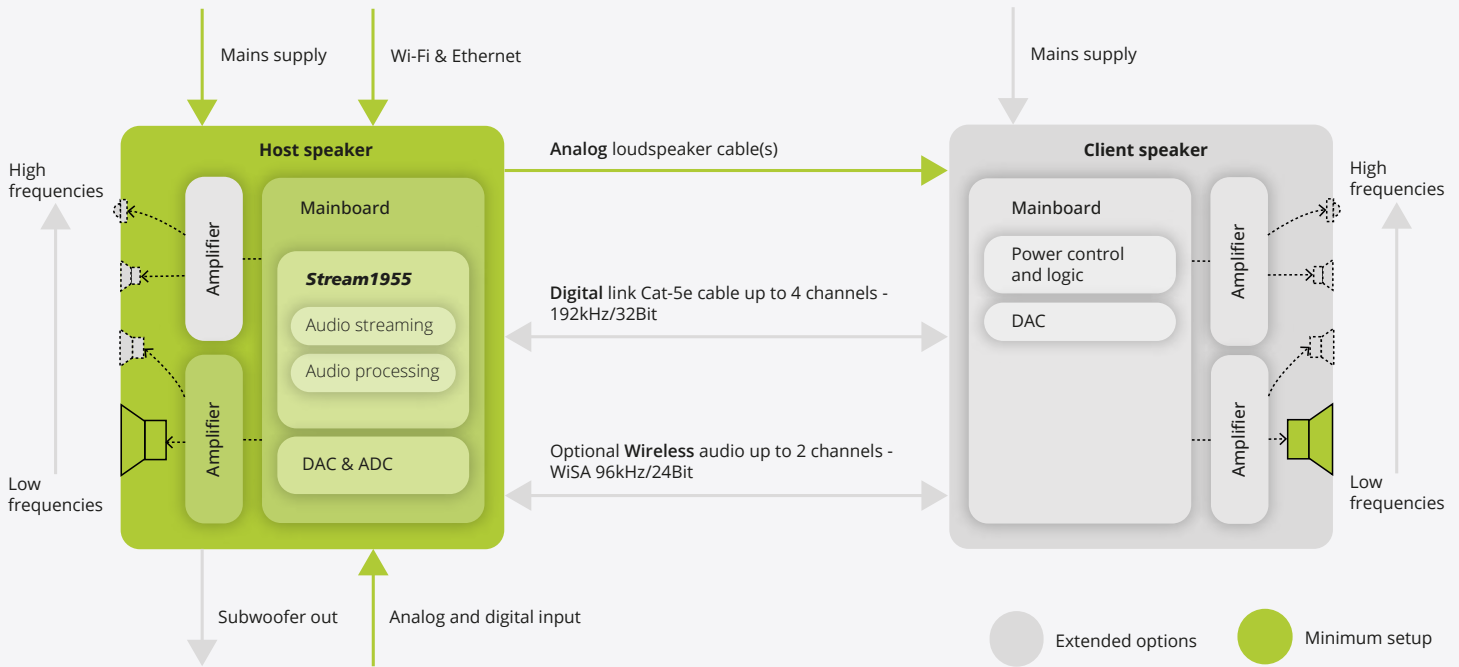 Mains supply
Wi-Fi & Ethernet
Mains supply
Host speaker
Analog loudspeaker cable(s)
Client speaker
High
frequencies
High
frequencies
Amplifier
Mainboard
Stream1955
Audio streaming
Audio processing
Amplifier
DAC & ADC
Low
frequencies
Digital link Cat-5e cable up to 4 channels -
192kHz/32Bit
Optional Wireless audio up to 2 channels -
WiSA 96kHz/24Bit
Mainboard
Power control
and logic
DAC
Amplifier
Amplifier
Low
frequencies
Subwoofer out
Analog and digital input
Extended options
Minimum setup